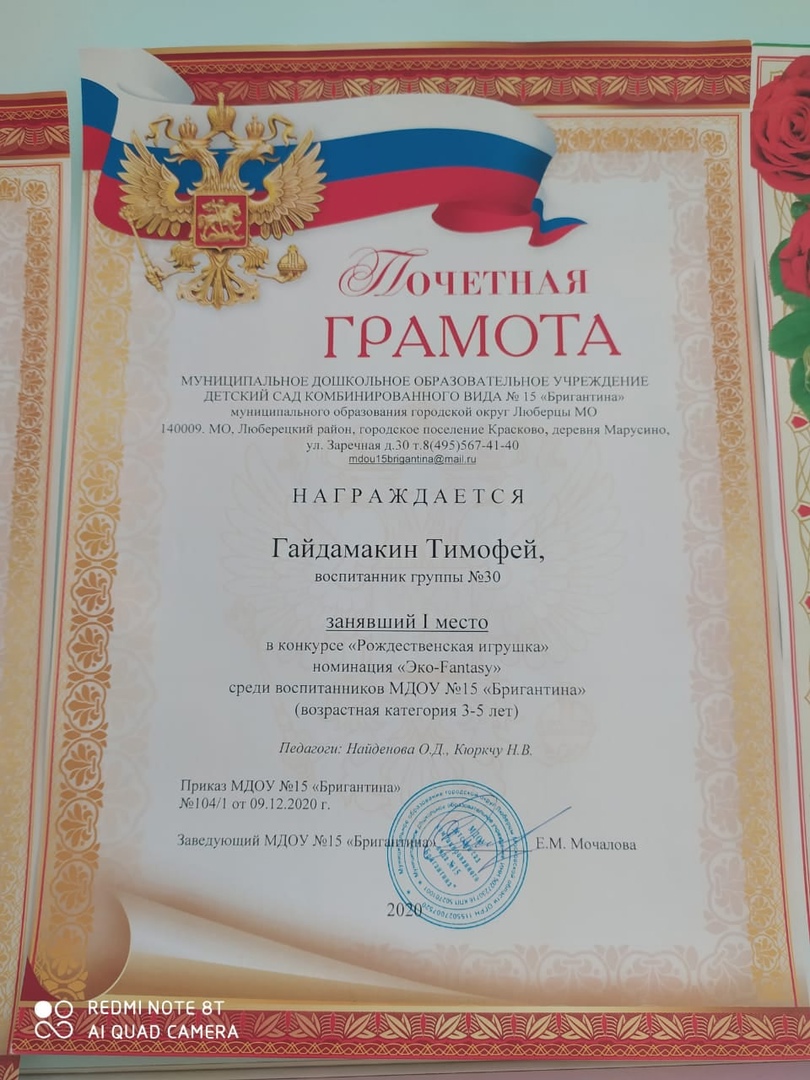 Почетная
ГРАМОТА
МУНИЦИПАЛЬНОЕ ДОШКОЛЬНОЕ ОБРАЗОВАТЕЛЬНОЕ УЧРЕЖДЕНИЕ
ДЕТСКИЙ САД КОМБИНИРОВАННОГО ВИДА № 15 «Бригантина»
муниципального образования городской округ Люберцы МО
140009. МО, Люберецкий район, городское поселение Красково, деревня Марусино,
ул. Заречная д.30 т.8(495)567-41-40
mdou15brigantina@mail.ru
НАГРАЖДАЕТСЯ
Гайдамакин Тимофей,
воспитанник группы №30
занявший I место
в конкурсе «Рождественская игрушка»
номинация «Эко-Fantasy»
среди воспитанников МДОУ №15 «Бригантина»
(возрастная категория 3-5 лет)
Педагоги: Найденова О.Д., Кюркчу Н.В.
Приказ МДОУ №15 «Бригантина»
№104/1 от 09.12.2020 г.
Заведующий МДОУ №15 «Бригантина» Е.М. Мочалова
2020
REDMI NOTE 8T
AI QUAD CAMERA